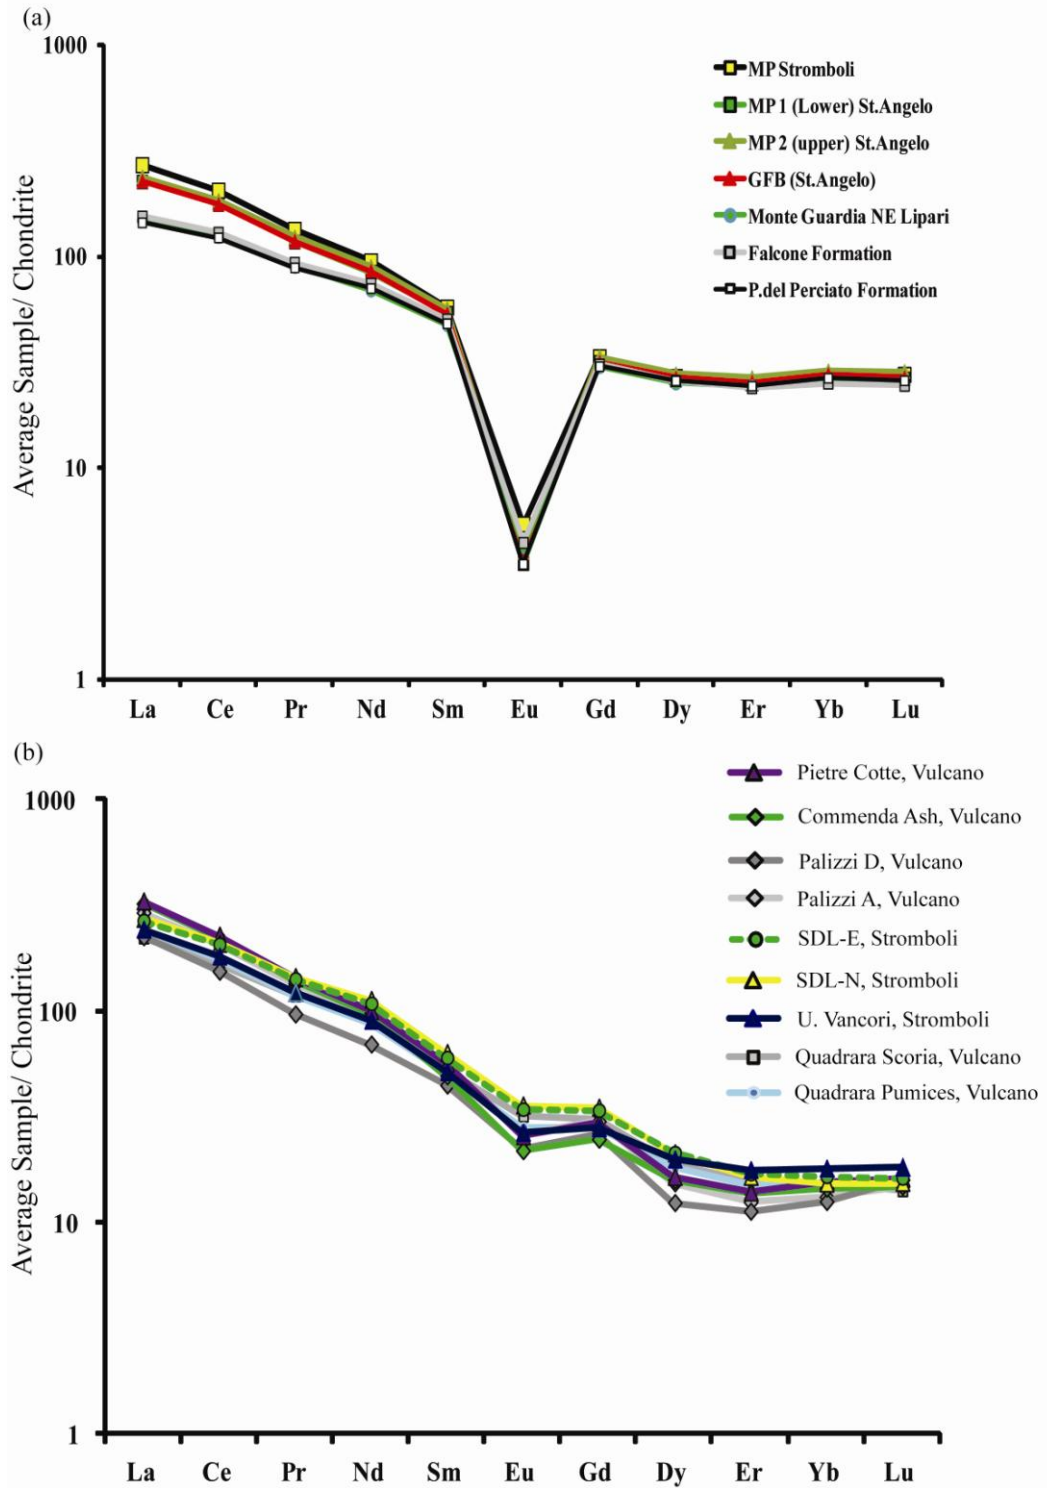 (a)
1000
100
10
1
Average Sample/ Chondrite
MP Stromboli
MP 1 (Lower) St.Angelo
MP 2 (upper) St.Angelo
GFB (St.Angelo)
Monte Guardia NE Lipari
Falcone Formation
P.del Perciato Formation
La Ce Pr Nd Sm Eu Gd Dy Er Yb Lu
(b)
1000
100
10
1
Average Sample/ Chondrite
Pietre Cotte, Vulcano
Commenda Ash, Vulcano
Palizzi D, Vulcano
Palizzi A, Vulcano
SDL-E, Stromboli
SDL-N, Stromboli
U. Vancori, Stromboli
Quadrara Scoria, Vulcano
Quadrara Pumices, Vulcano
La Ce Pr Nd Sm Eu Gd Dy Er Yb Lu